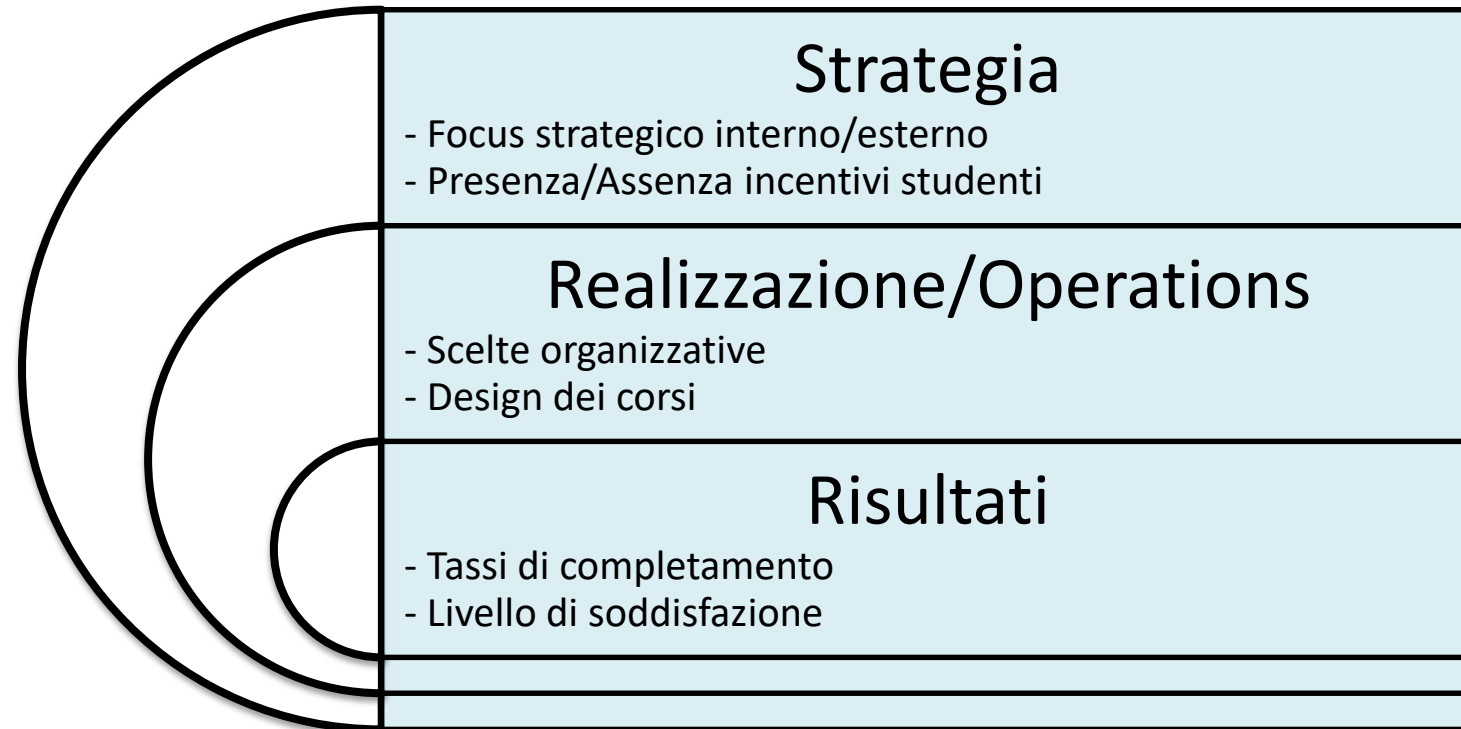 Strategia
- Focus strategico interno/esterno
- Presenza/Assenza incentivi studenti
Realizzazione/Operations
- Scelte organizzative
- Design dei corsi
Risultati
- Tassi di completamento
- Livello di soddisfazione